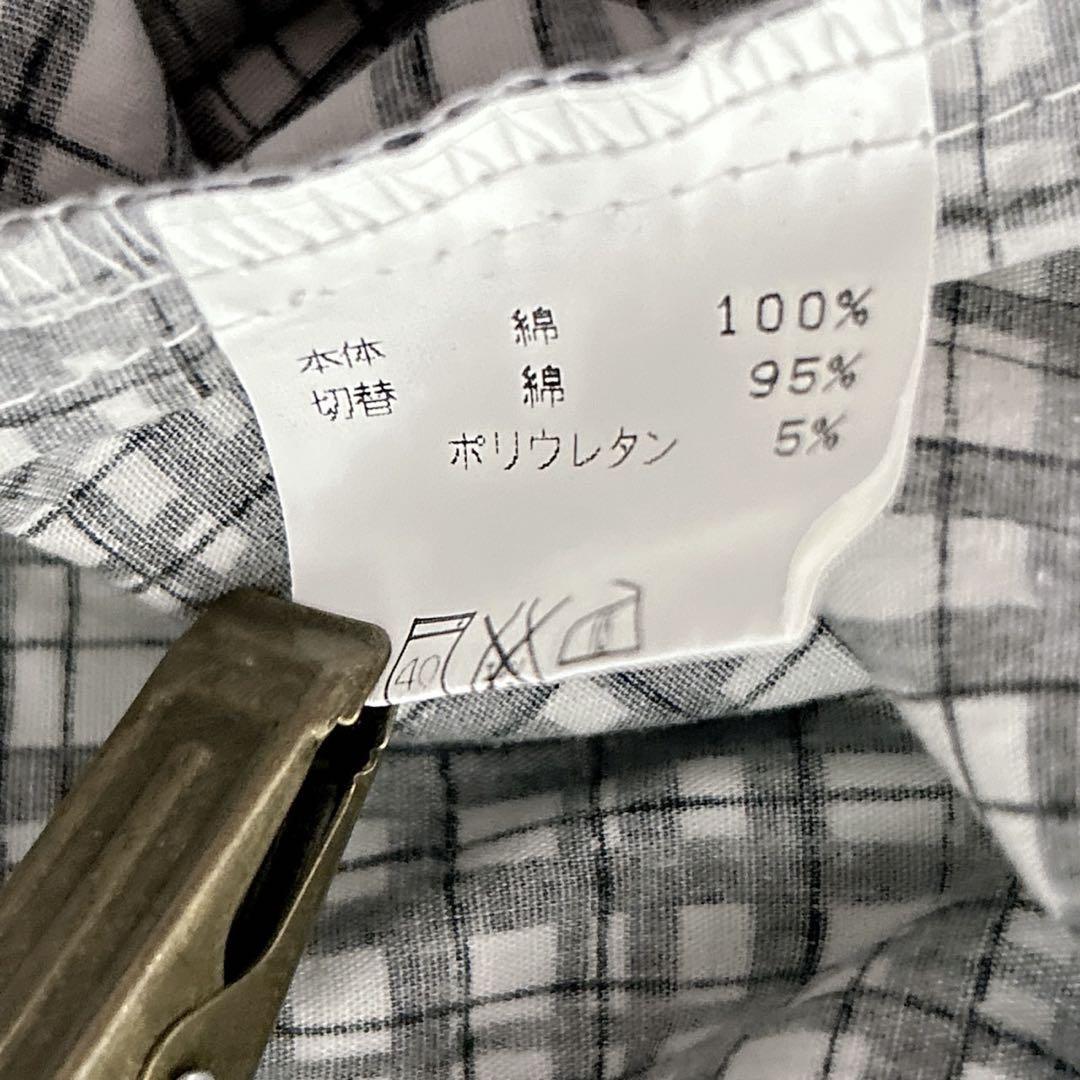 本体 綿 100%
切替 綿 95%
ポリウレタン 5%
40